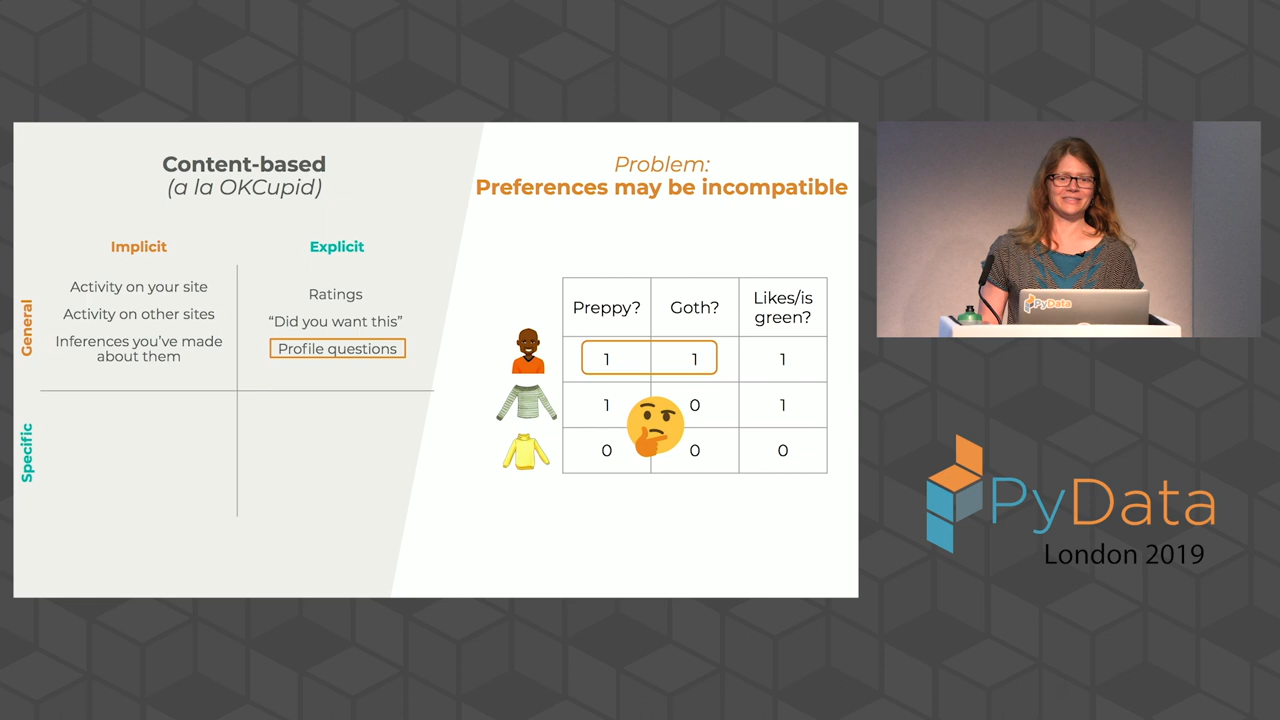 Content-based
(a la OKCupid)
Implicit
Explicit
General
Activity on your site
Activity on other sites
Inferences you've made
about them
Ratings
“Did you want this”
Profile questions
Specific
Problem:
Preferences may be incompatible
Preppy?
Goth?
Likes/is
green?
1
1
1
1
0
1
0
0
0
PyData
PyData
London 2019